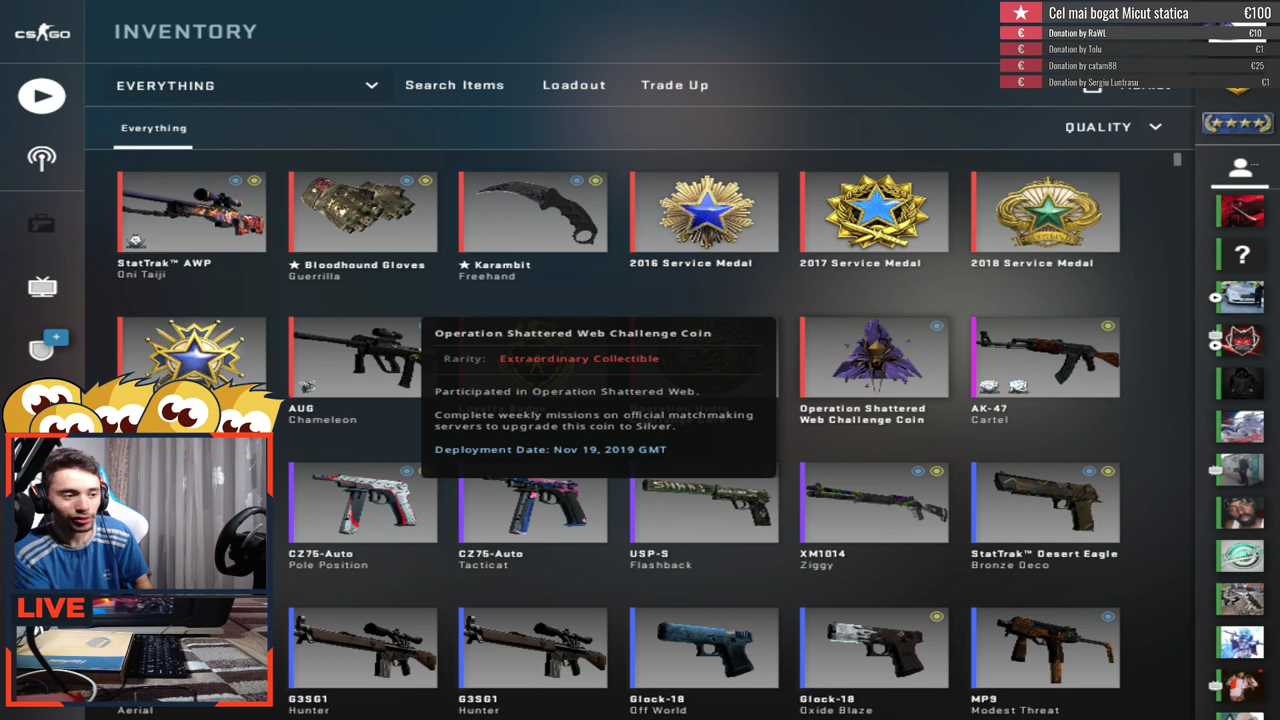 CS GO
INVENTORY
Cel mai bogat Micut statica €100
€ Donation by RaWL €10
€ Donation by Tolu €1
€ Donation by catam88 €25
€ Donation by Sergiu Luntrasu €1
EVERYTHING
Search Items
Loadout
Trade Up
Everything
QUALITY
StatTrak™ AWP
Oni Taiji
★ Bloodhound Gloves
Guerrilla
★ Karambit
Freehand
2016 Service Medal
2017 Service Medal
2018 Service Medal
AUG
Chameleon
Operation Shattered Web Challenge Coin
Rarity: Extraordinary Collectible
Participated in Operation Shattered Web.
Complete weekly missions on official matchmaking
servers to upgrade this coin to Silver.
Deployment Date: Nov 19, 2019 GMT
Operation Shattered
Web Challenge Coin
AK-47
Cartel
CZ75-Auto
Pole Position
CZ75-Auto
Tacticat
USP-S
Flashback
XM1014
Ziggy
StatTrak™ Desert Eagle
Bronze Deco
LIVE
Aerial
G3SG1
Hunter
G3SG1
Hunter
Glock-18
Off World
Glock-18
Oxide Blaze
MP9
Modest Threat
?